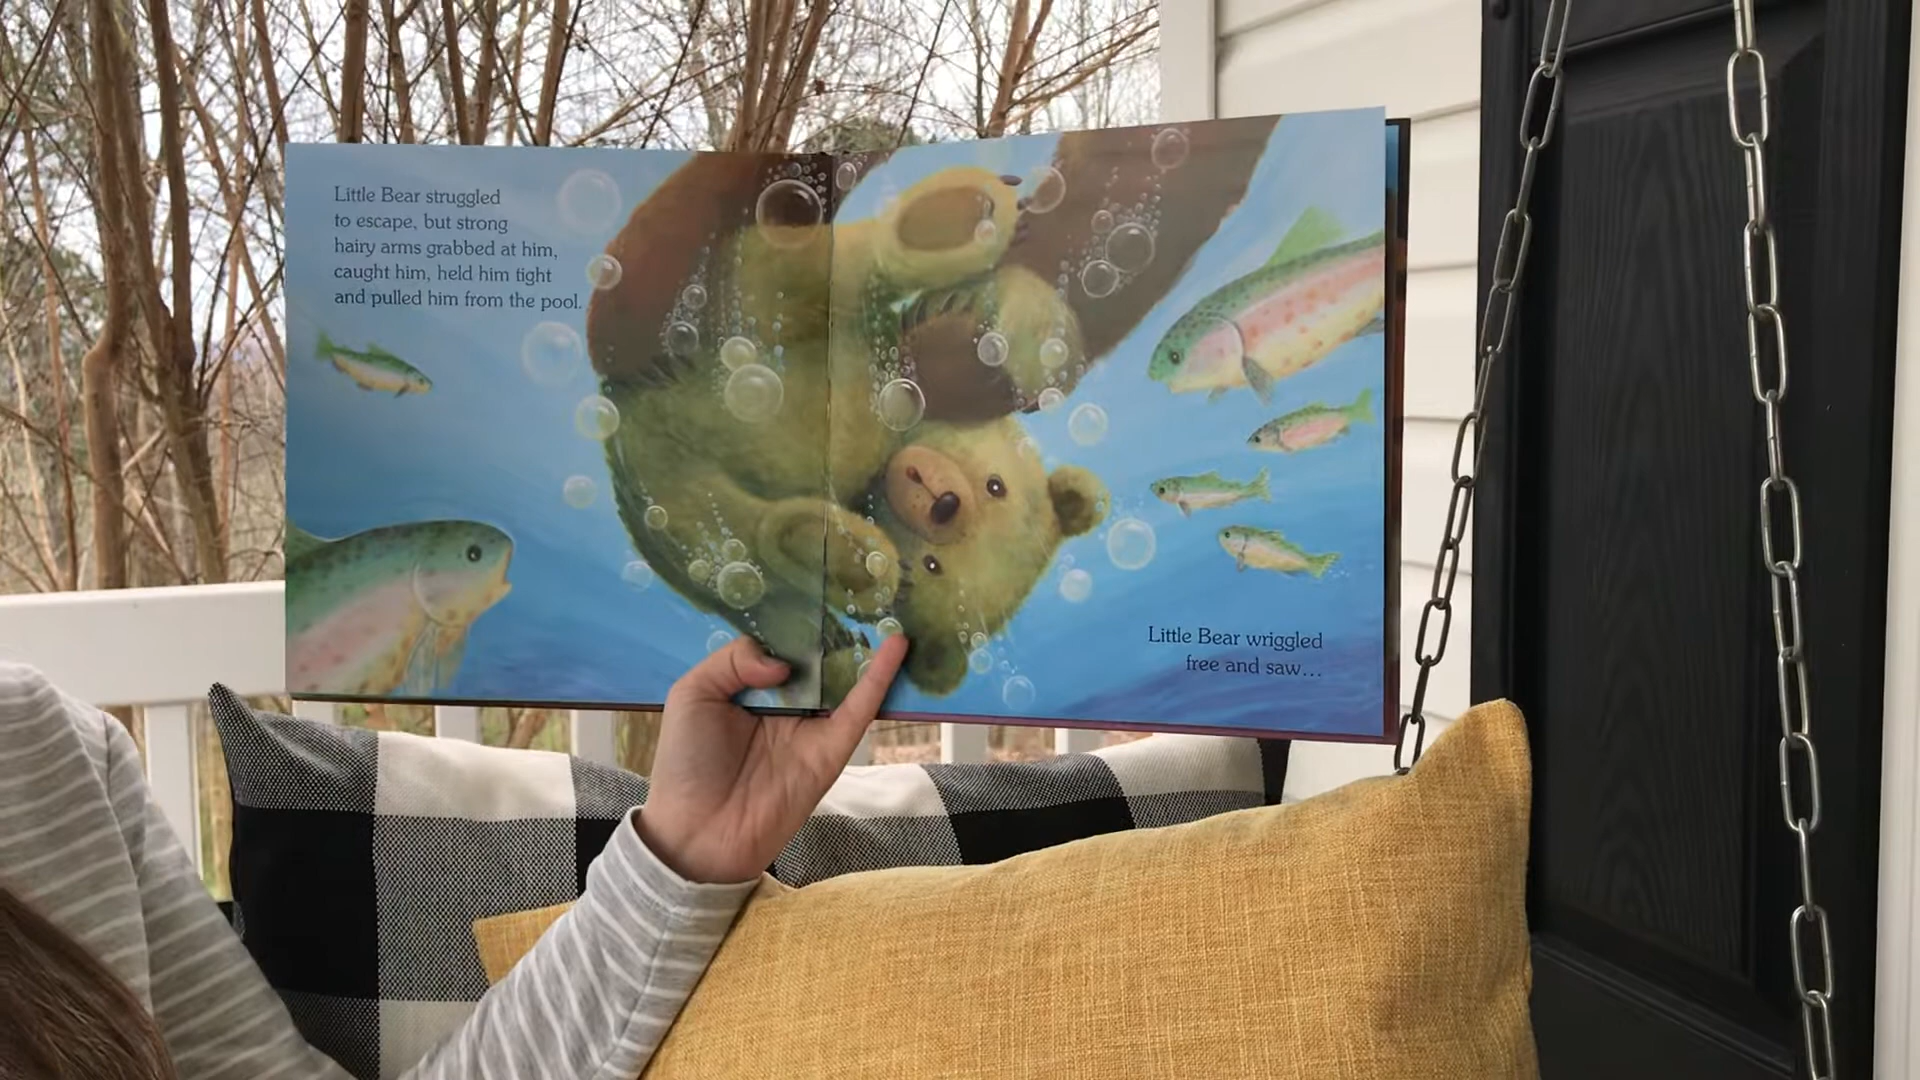 Little Bear struggled
to escape, but strong
hairy arms grabbed at him,
caught him, held him tight
and pulled him from the pool.
Little Bear wriggled
free and saw...